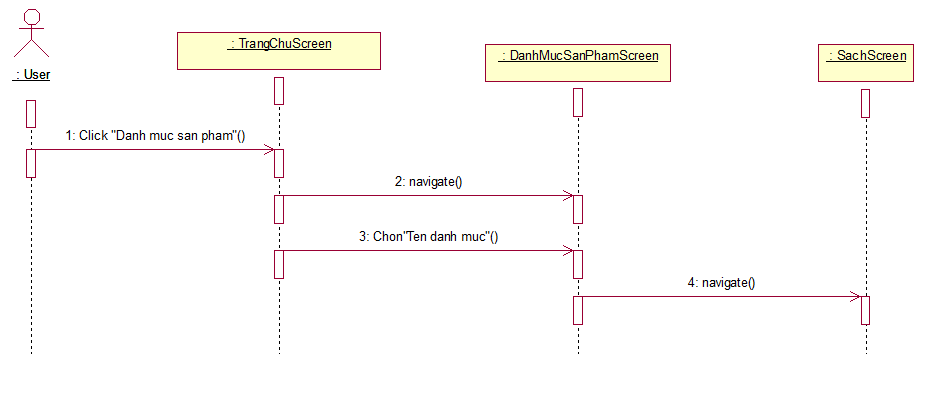 : TrangChuScreen
: DanhMucSanPhamScreen
: SachScreen
: User
1: Click "Danh muc san pham"()
2: navigate()
3: Chon"Ten danh muc"()
4: navigate()